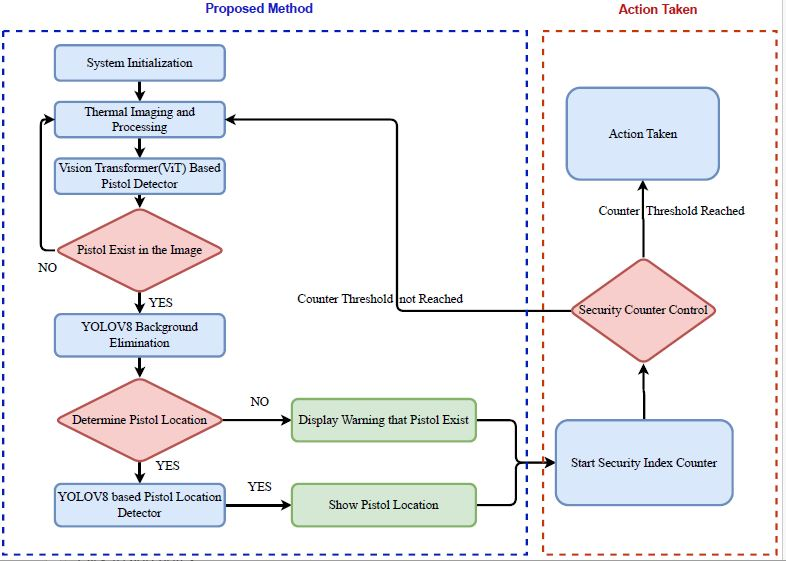 Proposed Method
Action Taken
System Initialization
Thermal Imaging and
Processing
Vision Transformer(ViT) Based
Pistol Detector
Pistol Exist in the Image
NO
YES
YOLOV8 Background
Elimination
Determine Pistol Location
NO
Display Warning that Pistol Exist
YES
YOLOV8 based Pistol Location
Detector
YES
Show Pistol Location
Counter Threshold not Reached
Action Taken
Counter Threshold Reached
Security Counter Control
Start Security Index Counter